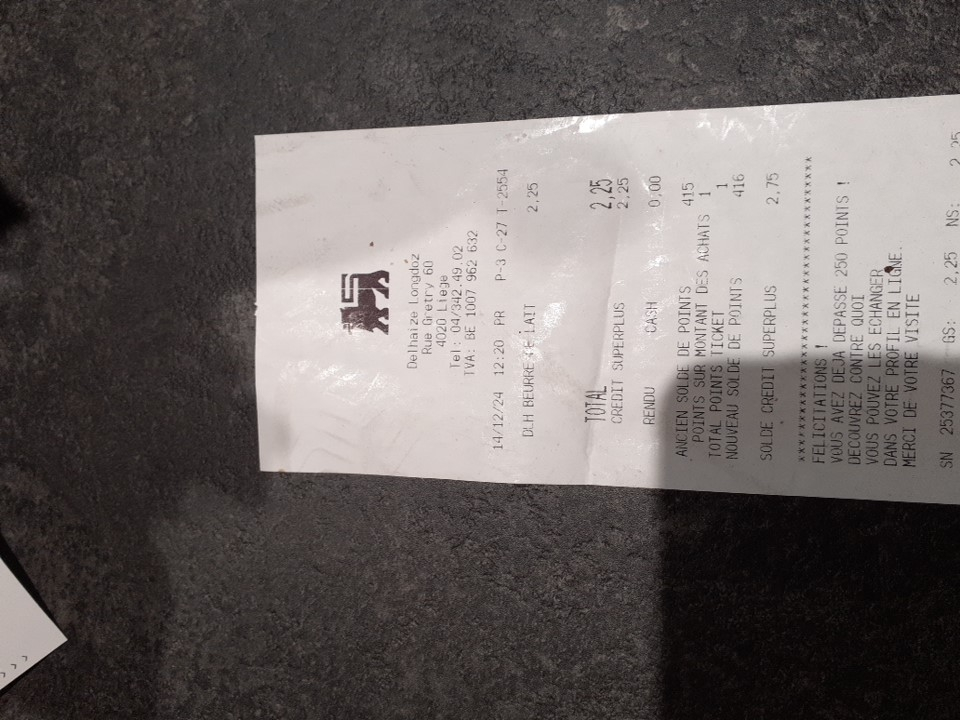 Delhaize Longdoz
Rue Gretry 60
4020 Liege
Tel: 04/342.49.02
TVA: BE 1007 962 632
14/12/24 12:20 PR P-3 C-27 T-2554
DLH BEURRE LAIT 2,25
TOTAL 2,25
CREDIT SUPERPLUS 2,25
RENDU CASH 0,00
ANCIEN SOLDE DE POINTS 415
POINTS SUR MONTANT DES ACHATS 1
TOTAL POINTS TICKET 1
NOUVEAU SOLDE DE POINTS 416
SOLDE CREDIT SUPERPLUS 2,75
************************************
FELICITATIONS !
VOUS AVEZ DEJA DEPASSE 250 POINTS !
DECOUVREZ CONTRE QUOI
VOUS POUVEZ LES ECHANGER
DANS VOTRE PROFIL EN LIGNE.
MERCI DE VOTRE VISITE
SN 25377367 GS: 2,25 NS: 2,25